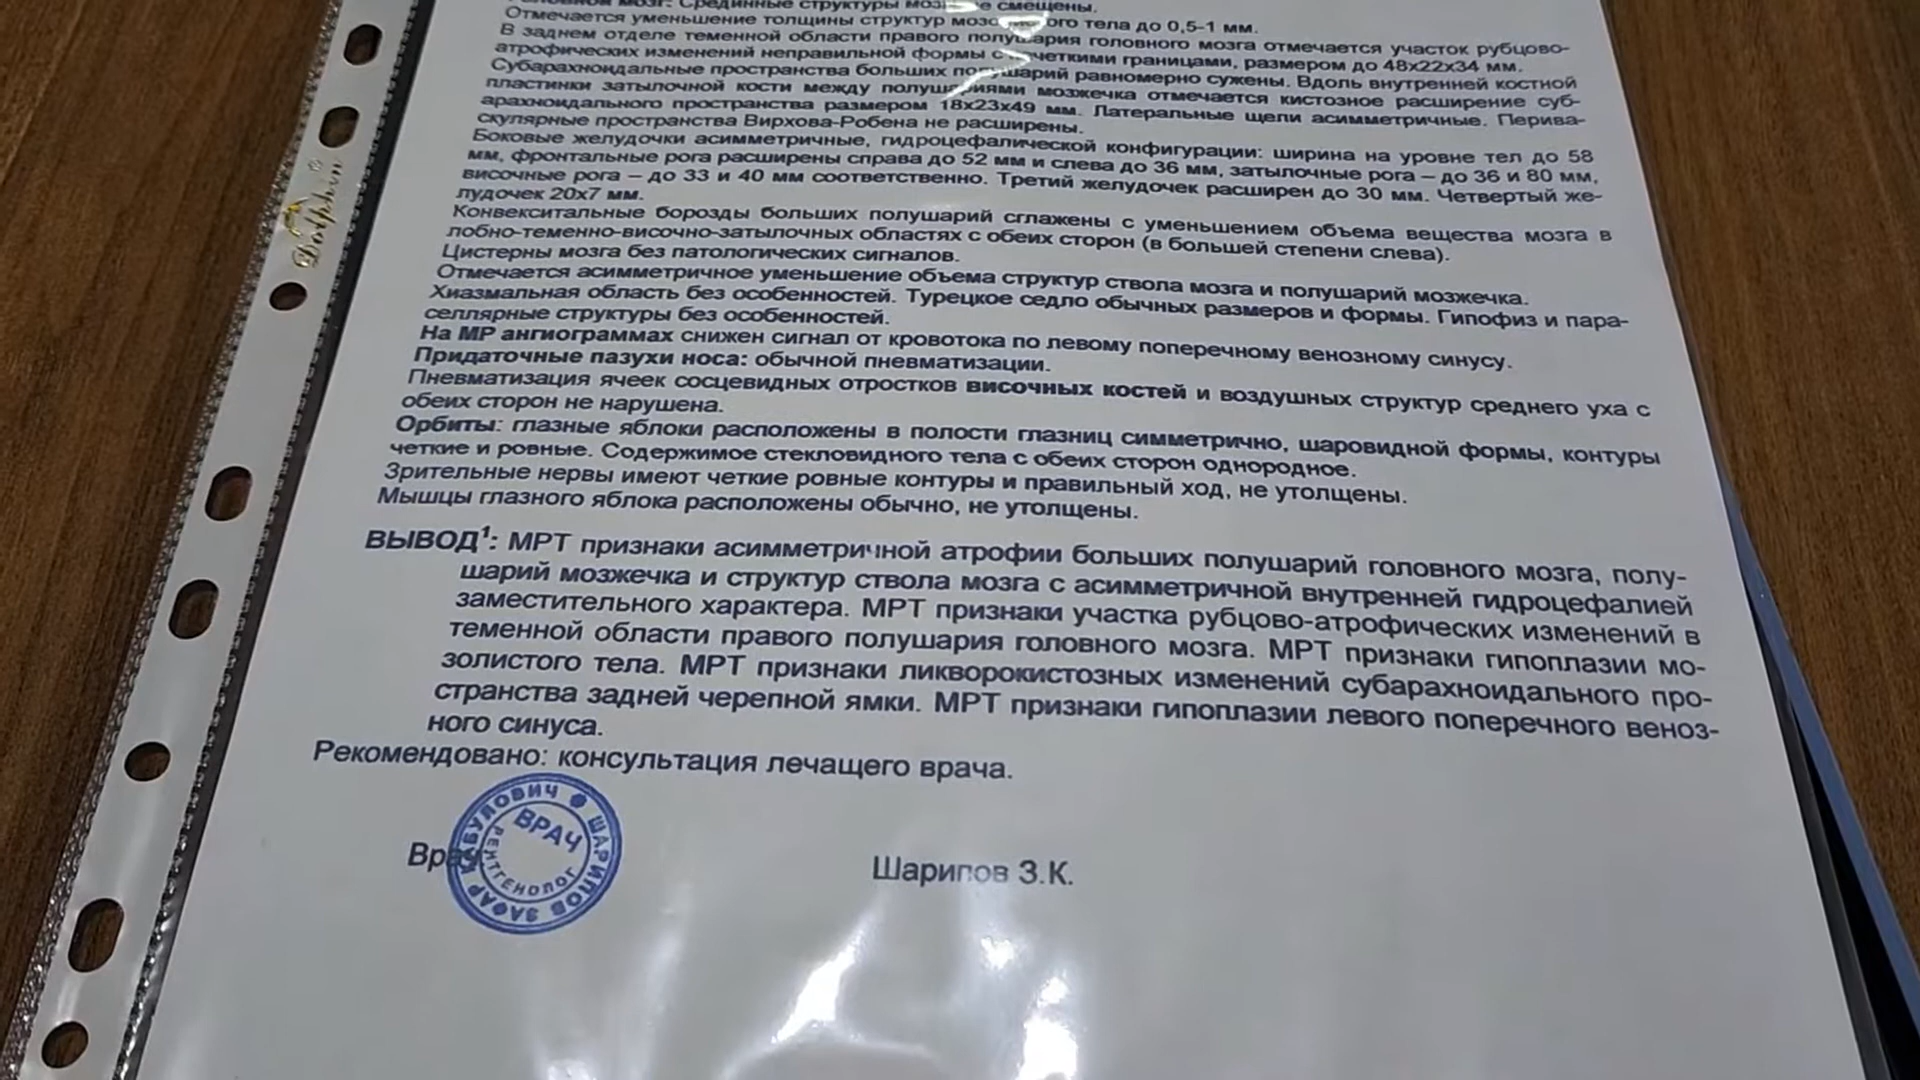 Головной мозг: Срединные структуры мозга не смещены.
Отмечается уменьшение толщины структур мозолистого тела до 0,5-1 мм.
В заднем отделе теменной области правого полушария головного мозга отмечается участок рубцово-
атрофических изменений неправильной формы с нечеткими границами, размером до 48х22х34 мм.
Субарахноидальные пространства больших полушарий равномерно сужены. Вдоль внутренней костной
пластинки затылочной кости между полушариями мозжечка отмечается кистозное расширение суб-
арахноидального пространства размером 18х23х49 мм. Латеральные щели асимметричные. Перива-
скулярные пространства Вирхова-Робена не расширены.
Боковые желудочки асимметричные, гидроцефалической конфигурации: ширина на уровне тел до 58
мм, фронтальные рога расширены справа до 52 мм и слева до 36 мм, затылочные рога – до 36 и 80 мм,
височные рога – до 33 и 40 мм соответственно. Третий желудочек расширен до 30 мм. Четвертый же-
лудочек 20х7 мм.
Конвекситальные борозды больших полушарий сглажены с уменьшением объема вещества мозга в
лобно-теменно-височно-затылочных областях с обеих сторон (в большей степени слева).
Цистерны мозга без патологических сигналов.
Отмечается асимметричное уменьшение объема структур ствола мозга и полушарий мозжечка.
Хиазмальная область без особенностей. Турецкое седло обычных размеров и формы. Гипофиз и пара-
селлярные структуры без особенностей.
На МР ангиограммах снижен сигнал от кровотока по левому поперечному венозному синусу.
Придаточные пазухи носа: обычной пневматизации.
Пневматизация ячеек сосцевидных отростков височных костей и воздушных структур среднего уха с
обеих сторон не нарушена.
Орбиты: глазные яблоки расположены в полости глазниц симметрично, шаровидной формы, контуры
четкие и ровные. Содержимое стекловидного тела с обеих сторон однородное.
Зрительные нервы имеют четкие ровные контуры и правильный ход, не утолщены.
Мышцы глазного яблока расположены обычно, не утолщены.
ВЫВОД¹: МРТ признаки асимметричной атрофии больших полушарий головного мозга, полу-
шарий мозжечка и структур ствола мозга с асимметричной внутренней гидроцефалией
заместительного характера. МРТ признаки участка рубцово-атрофических изменений в
теменной области правого полушария головного мозга. МРТ признаки гипоплазии мо-
золистого тела. МРТ признаки ликворокистозных изменений субарахноидального про-
странства задней черепной ямки. МРТ признаки гипоплазии левого поперечного веноз-
ного синуса.
Рекомендовано: консультация лечащего врача.
Врач
Шарипов З.К.
ШАРИПОВ ЗАФАР КАБУЛОВИЧ
ВРАЧ
РЕНТГЕНОЛОГ
Dolphin®